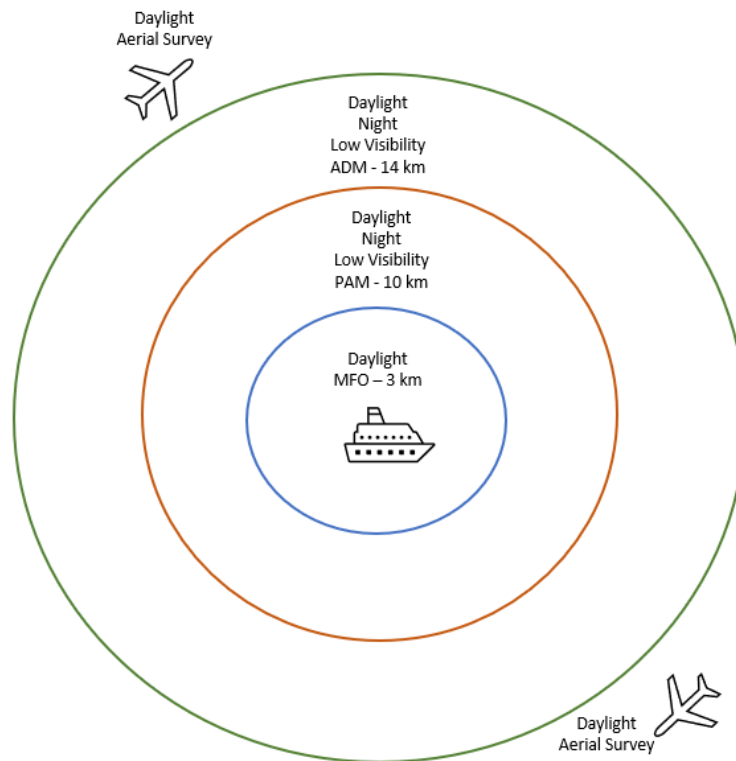 Daylight
Aerial Survey
Daylight
Night
Low Visibility
ADM - 14 km
Daylight
Night
Low Visibility
PAM - 10 km
Daylight
MFO – 3 km
Daylight
Aerial Survey